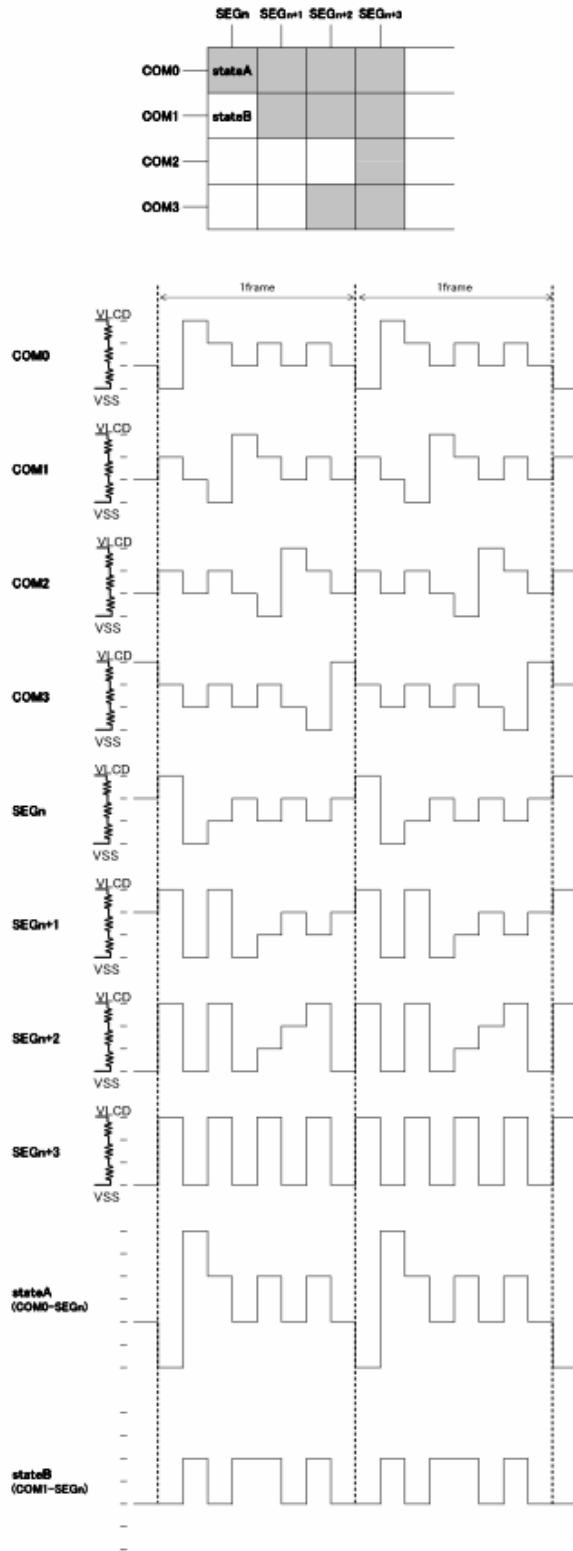 SEGn SEGn+1 SEGn+2 SEGn+3
COM0 stateA
COM1 stateB
COM2
COM3
1frame 1frame
VLCD
COM0
VSS
VLCD
COM1
VSS
VLCD
COM2
VSS
VLCD
COM3
VSS
VLCD
SEGn
VSS
VLCD
SEGn+1
VSS
VLCD
SEGn+2
VSS
VLCD
SEGn+3
VSS
stateA
(COM0-SEGn)
stateB
(COM1-SEGn)